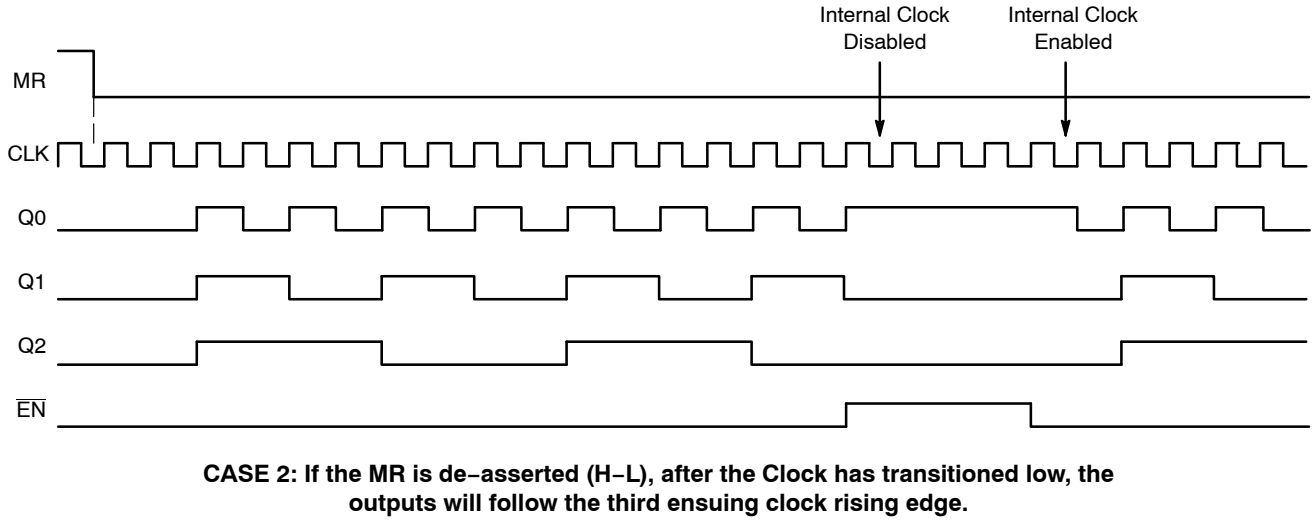 Internal Clock Disabled
Internal Clock Enabled
MR
CLK
Q0
Q1
Q2
EN
CASE 2: If the MR is de−asserted (H−L), after the Clock has transitioned low, the
outputs will follow the third ensuing clock rising edge.